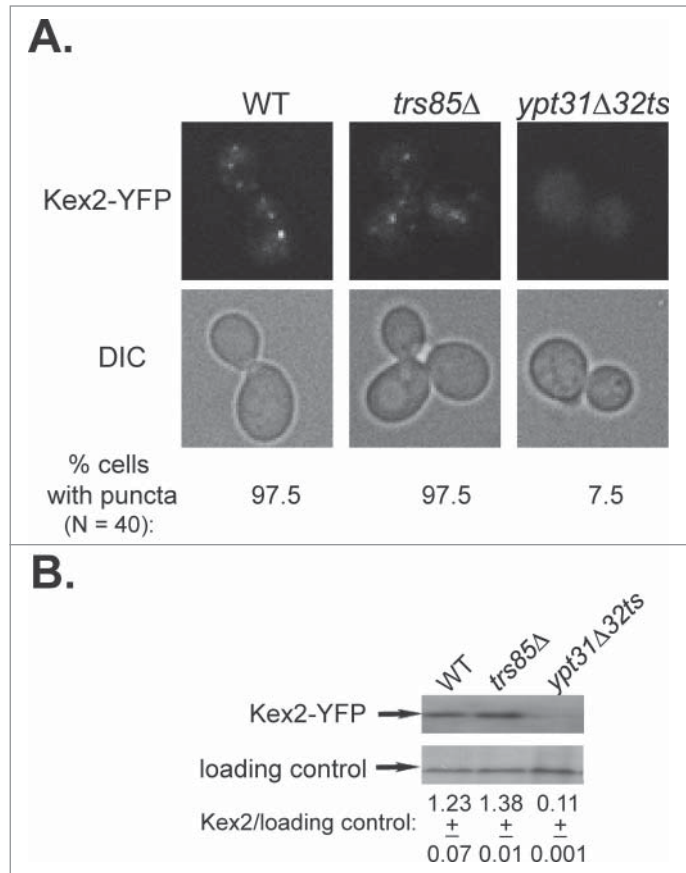 A.
WT trs85Δ ypt31Δ32ts
Kex2-YFP
DIC
% cells
with puncta
(N = 40):
97.5 97.5 7.5
B.
WT trs85Δ ypt31Δ32ts
Kex2-YFP
loading control
1.23 1.38 0.11
Kex2/loading control: ± ± ±
0.07 0.01 0.001